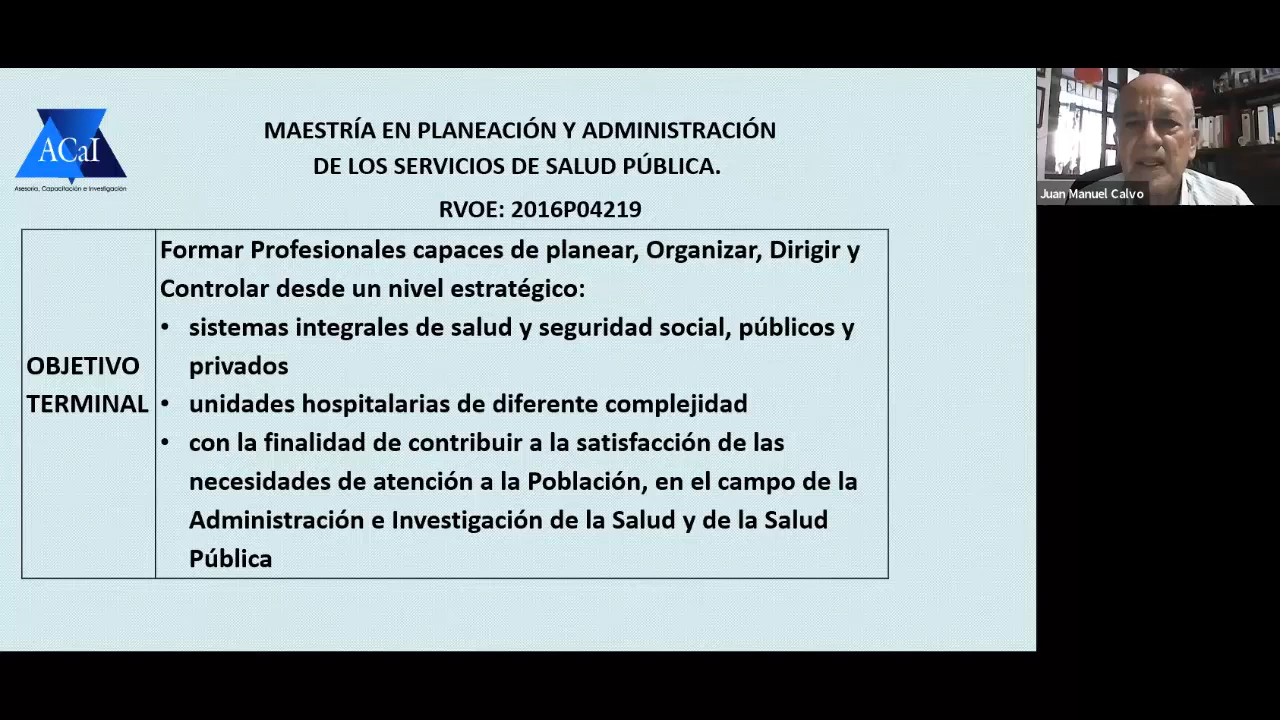 ACaI
Asesoría, Capacitación e Investigación
MAESTRÍA EN PLANEACIÓN Y ADMINISTRACIÓN
DE LOS SERVICIOS DE SALUD PÚBLICA.
RVOE: 2016P04219
OBJETIVO
TERMINAL
Formar Profesionales capaces de planear, Organizar, Dirigir y
Controlar desde un nivel estratégico:
• sistemas integrales de salud y seguridad social, públicos y
privados
• unidades hospitalarias de diferente complejidad
• con la finalidad de contribuir a la satisfacción de las
necesidades de atención a la Población, en el campo de la
Administración e Investigación de la Salud y de la Salud
Pública
Juan Manuel Calvo